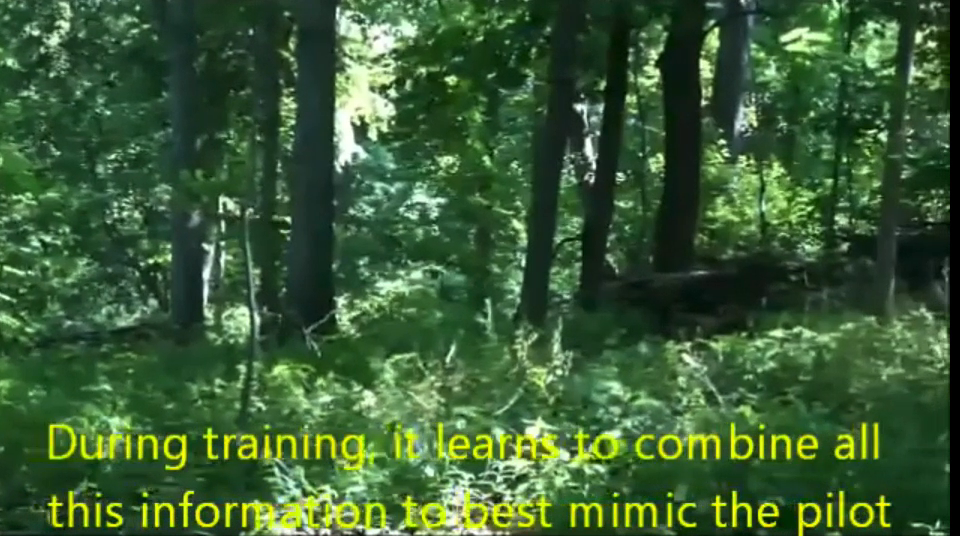 During training, it learns to combine all
this information to best mimic the pilot